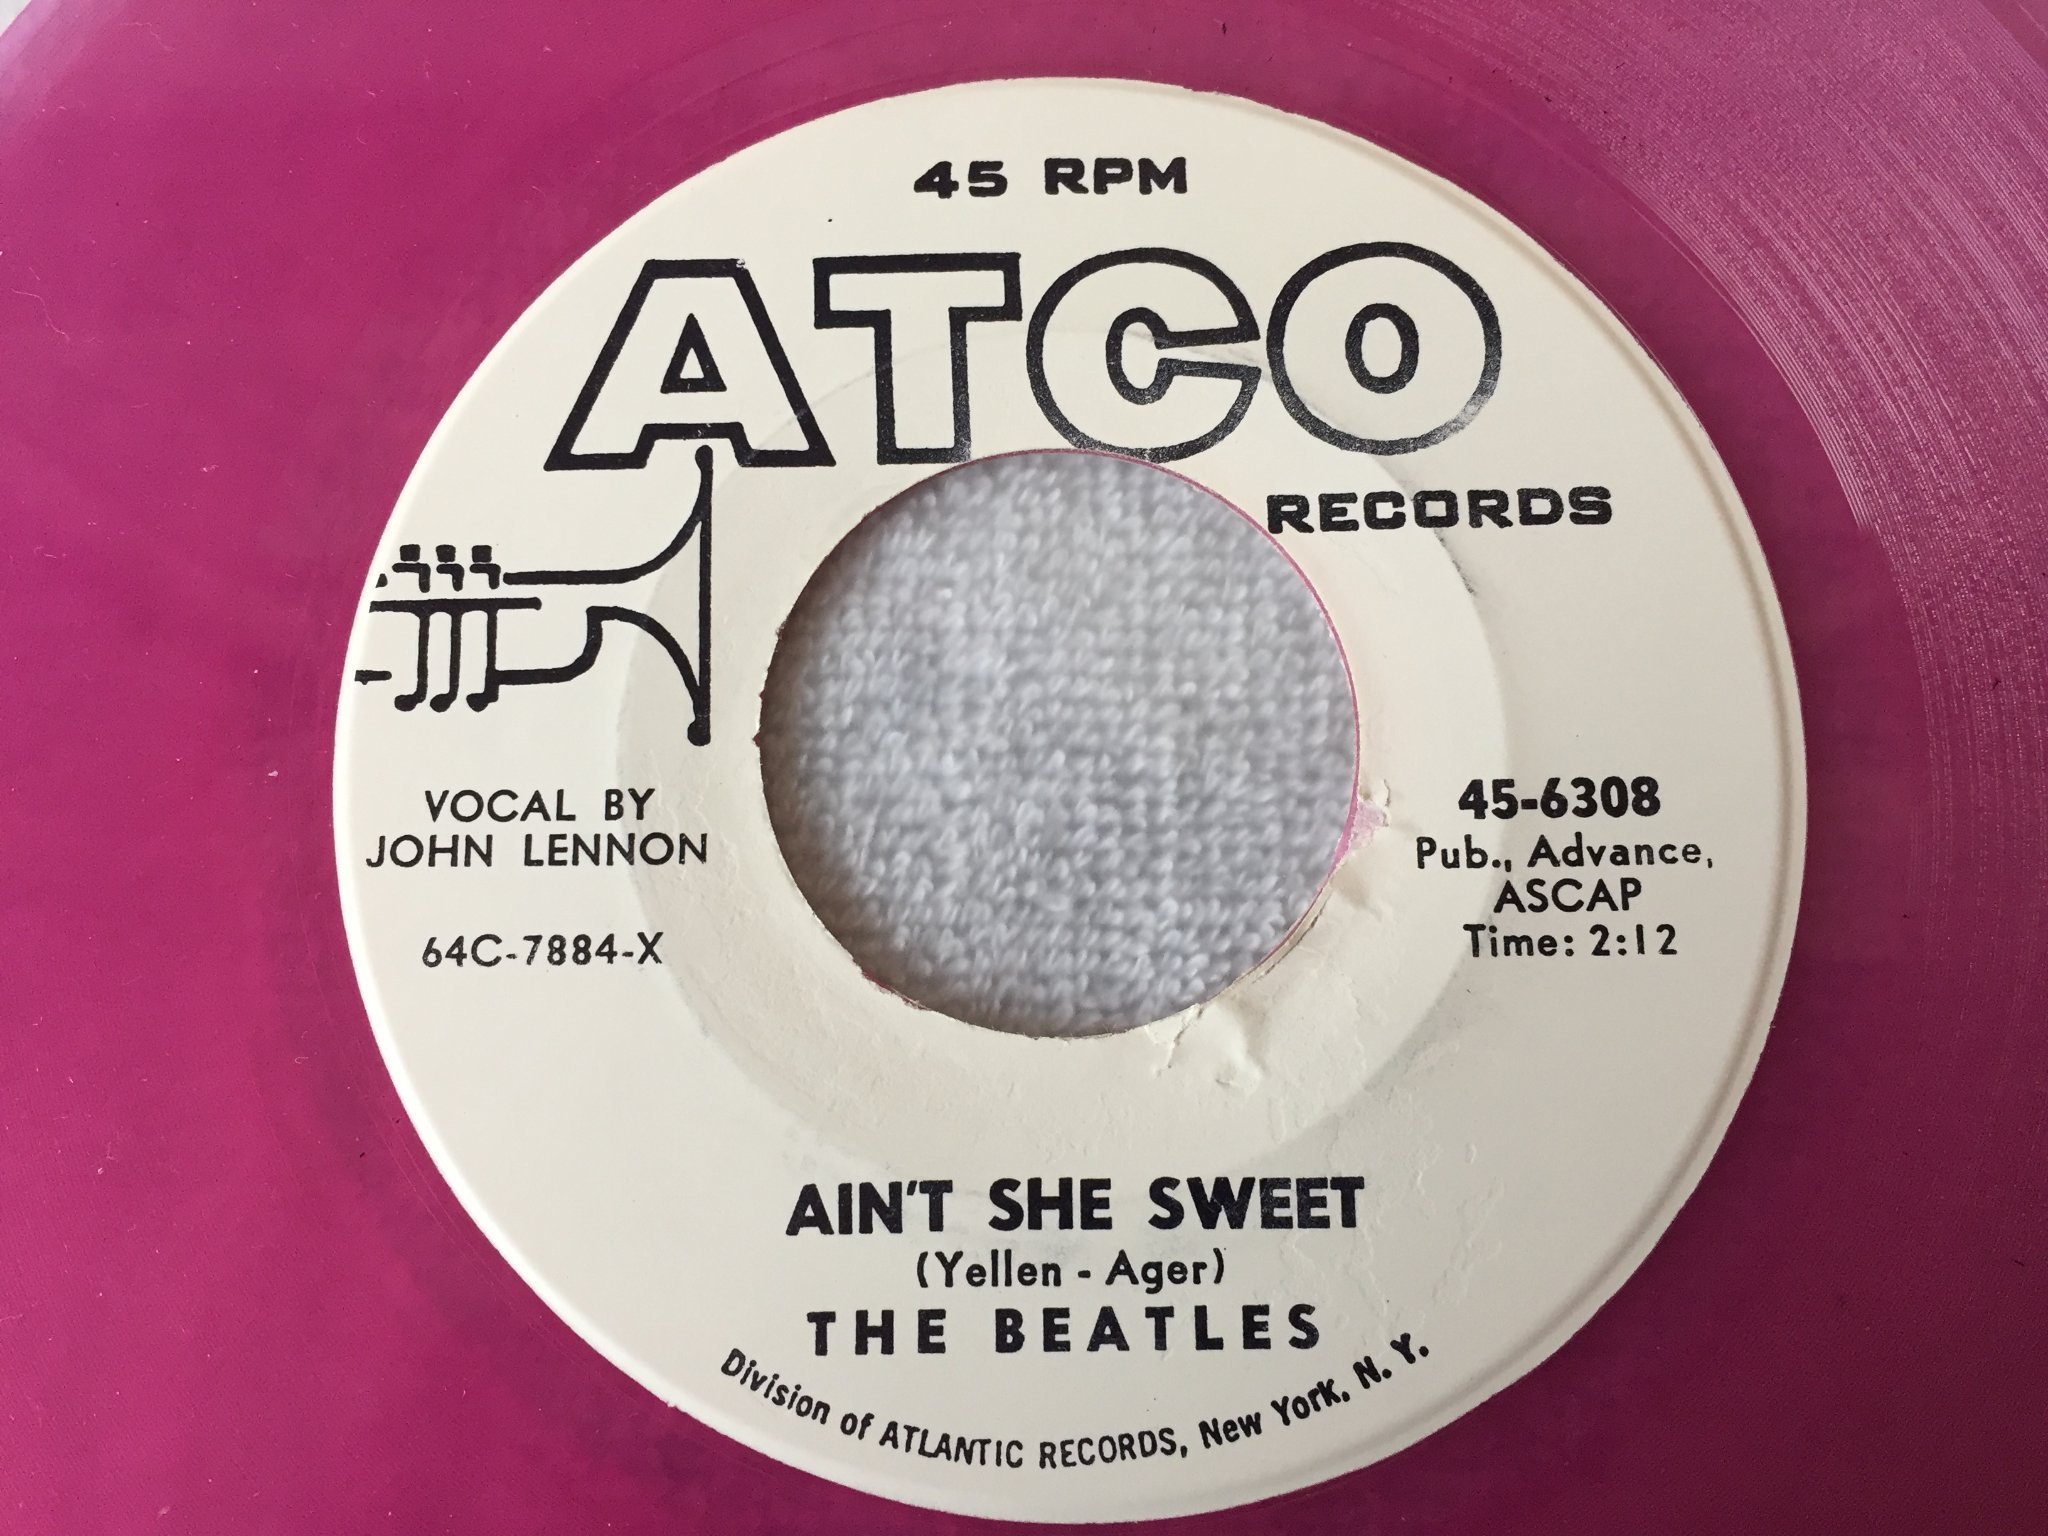 45 RPM
ATCO
RECORDS
VOCAL BY
JOHN LENNON
64C-7884-X
45-6308
Pub., Advance,
ASCAP
Time: 2:12
AIN'T SHE SWEET
(Yellen - Ager)
THE BEATLES
Division of ATLANTIC RECORDS, New York, N. Y.